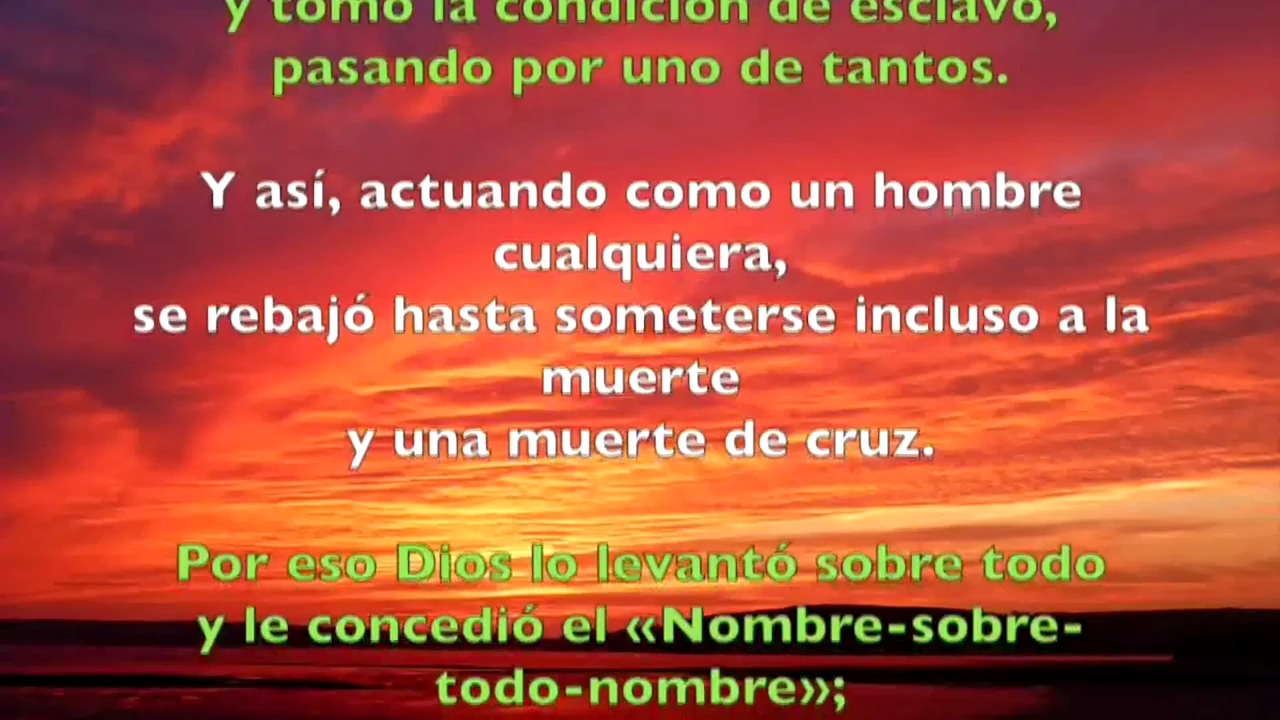 y tomó la condición de esclavo,
pasando por uno de tantos.
Y así, actuando como un hombre
cualquiera,
se rebajó hasta someterse incluso a la
muerte
y una muerte de cruz.
Por eso Dios lo levantó sobre todo
y le concedió el «Nombre-sobre-
todo-nombre»;